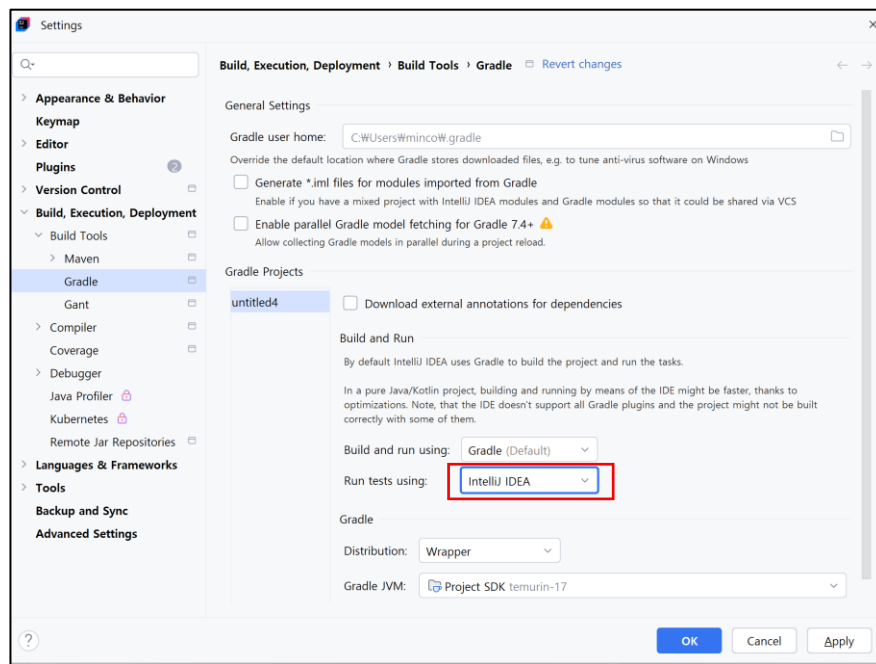 Settings
Build, Execution, Deployment › Build Tools › Gradle Revert changes
Appearance & Behavior
Keymap
Editor
Plugins 2
Version Control
Build, Execution, Deployment
Build Tools
Maven
Gradle
Gant
Compiler
Coverage
Debugger
Java Profiler
Kubernetes
Remote Jar Repositories
Languages & Frameworks
Tools
Backup and Sync
Advanced Settings
General Settings
Gradle user home: C:₩Users₩minco₩.gradle
Override the default location where Gradle stores downloaded files, e.g. to tune anti-virus software on Windows
Generate *.iml files for modules imported from Gradle
Enable if you have a mixed project with IntelliJ IDEA modules and Gradle modules so that it could be shared via VCS
Enable parallel Gradle model fetching for Gradle 7.4+
Allow collecting Gradle models in parallel during a project reload.
Gradle Projects
untitled4
Download external annotations for dependencies
Build and Run
By default IntelliJ IDEA uses Gradle to build the project and run the tasks.
In a pure Java/Kotlin project, building and running by means of the IDE might be faster, thanks to
optimizations. Note, that the IDE doesn't support all Gradle plugins and the project might not be built
correctly with some of them.
Build and run using: Gradle (Default)
Run tests using: IntelliJ IDEA
Gradle
Distribution: Wrapper
Gradle JVM: Project SDK temurin-17
? OK Cancel Apply